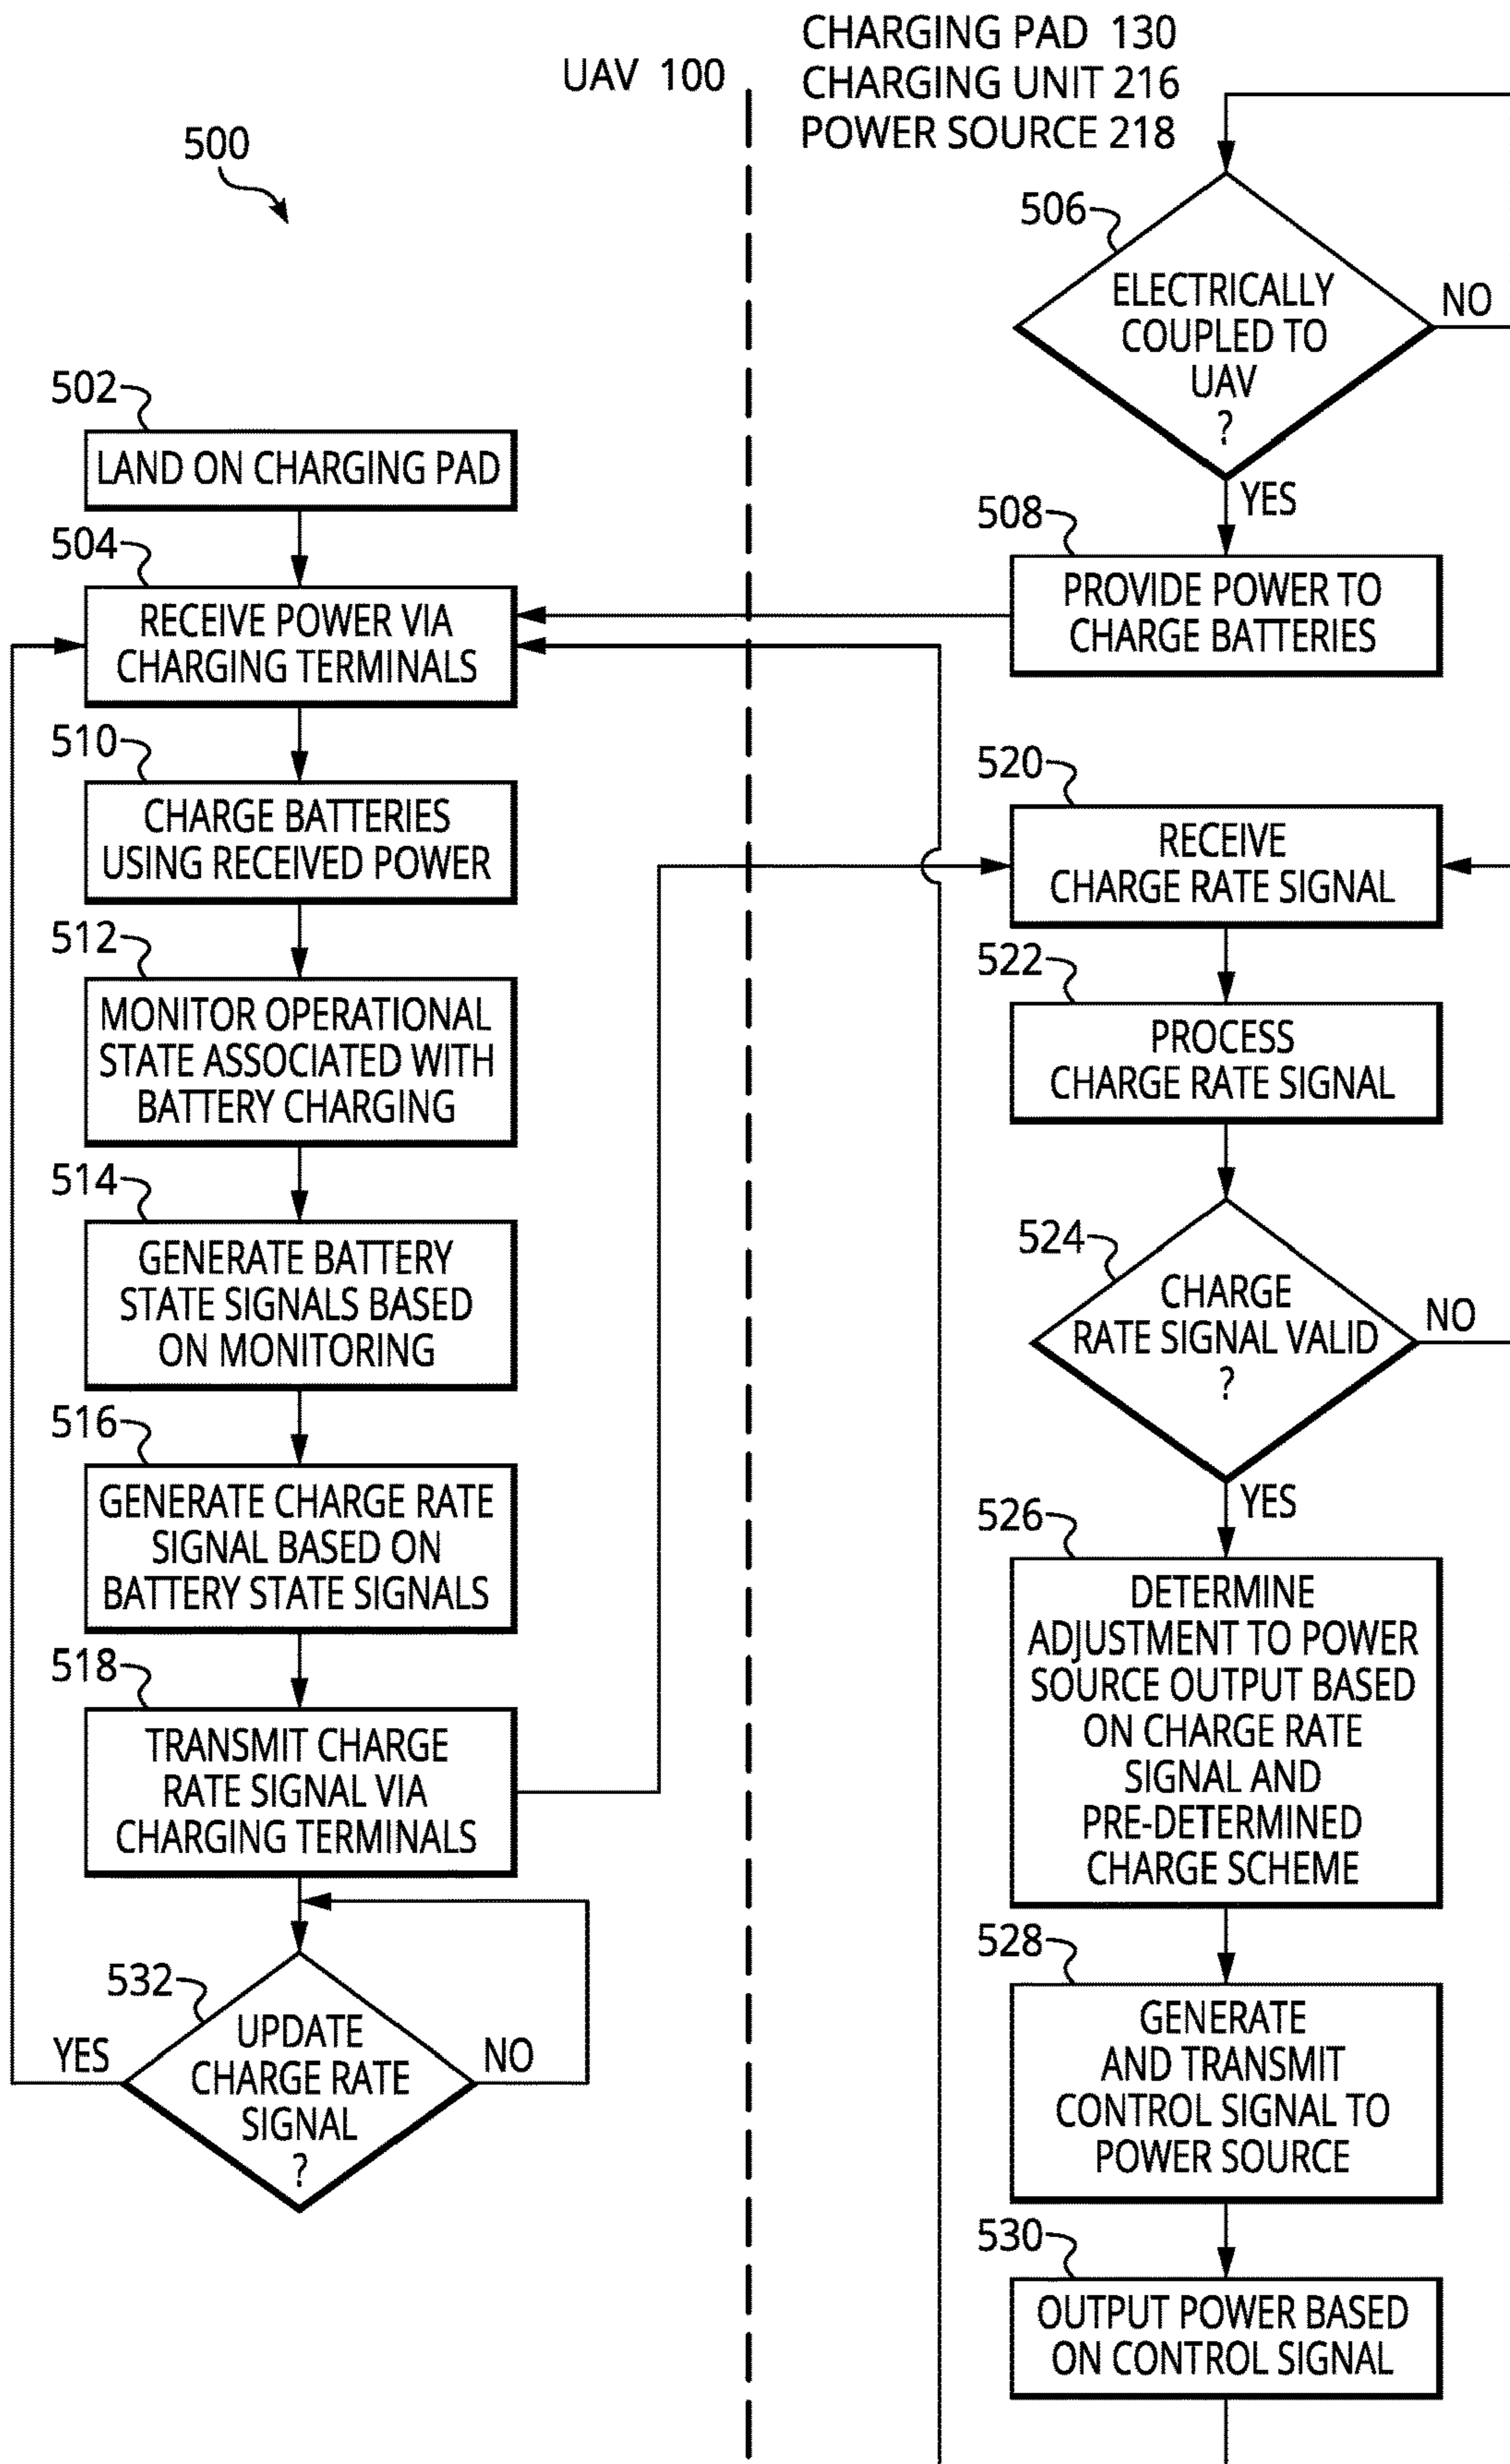 UAV 100
CHARGING PAD 130
CHARGING UNIT 216
POWER SOURCE 218
500
502
LAND ON CHARGING PAD
504
RECEIVE POWER VIA
CHARGING TERMINALS
510
CHARGE BATTERIES
USING RECEIVED POWER
512
MONITOR OPERATIONAL
STATE ASSOCIATED WITH
BATTERY CHARGING
514
GENERATE BATTERY
STATE SIGNALS BASED
ON MONITORING
516
GENERATE CHARGE RATE
SIGNAL BASED ON
BATTERY STATE SIGNALS
518
TRANSMIT CHARGE
RATE SIGNAL VIA
CHARGING TERMINALS
532
UPDATE
CHARGE RATE
SIGNAL
?
YES
NO
506
ELECTRICALLY
COUPLED TO
UAV
?
NO
YES
508
PROVIDE POWER TO
CHARGE BATTERIES
520
RECEIVE
CHARGE RATE SIGNAL
522
PROCESS
CHARGE RATE SIGNAL
524
CHARGE
RATE SIGNAL VALID
?
NO
YES
526
DETERMINE
ADJUSTMENT TO POWER
SOURCE OUTPUT BASED
ON CHARGE RATE
SIGNAL AND
PRE-DETERMINED
CHARGE SCHEME
528
GENERATE
AND TRANSMIT
CONTROL SIGNAL TO
POWER SOURCE
530
OUTPUT POWER BASED
ON CONTROL SIGNAL